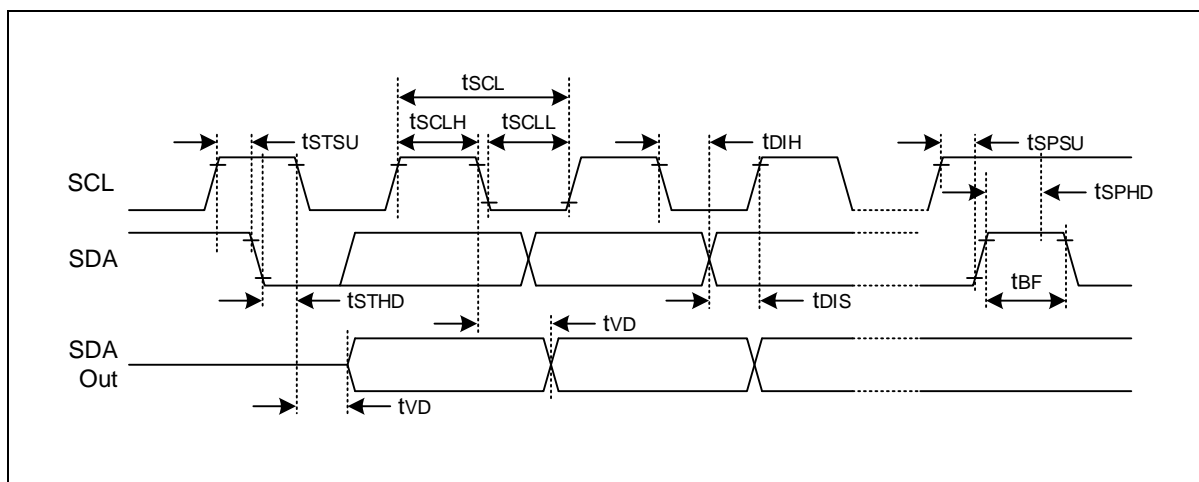 tSCL
tSCLH
tSCLL
tSTSU
tDIH
tSPSU
SCL
tSPHD
SDA
tBF
tSTHD
tDIS
tVD
SDA
Out
tVD